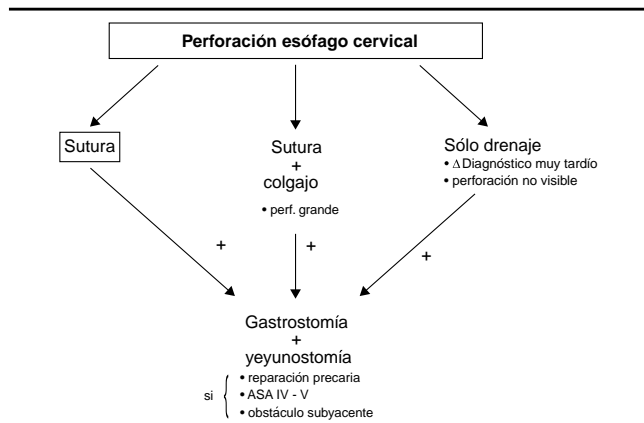 Perforación esófago cervical
Sutura
Sutura
+
colgajo
• perf. grande
Sólo drenaje
• Δ Diagnóstico muy tardío
• perforación no visible
+
+
+
Gastrostomía
+
yeyunostomía
si
• reparación precaria
• ASA IV - V
• obstáculo subyacente